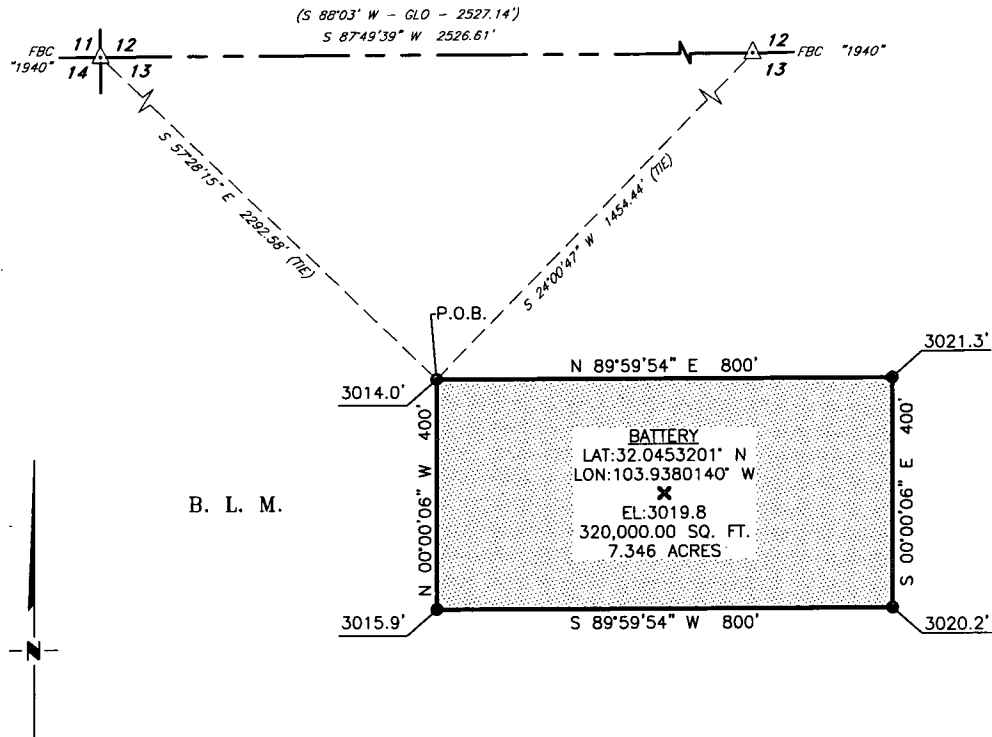 (S 88°03' W - GLO - 2527.14')
S 87°49'39" W 2526.61'
FBC "1940"
11 12
14 13
12
13
FBC "1940"
S 57°28'15" E 2292.58' (TIE)
S 24°00'47" W 1454.44' (TIE)
P.O.B.
3014.0'
N 89°59'54" E 800'
3021.3'
N 00°00'06" W 400'
BATTERY
LAT:32.0453201° N
LON:103.9380140° W
EL:3019.8
320,000.00 SQ. FT.
7.346 ACRES
S 00°00'06" E 400'
B. L. M.
3015.9'
S 89°59'54" W 800'
3020.2'
N